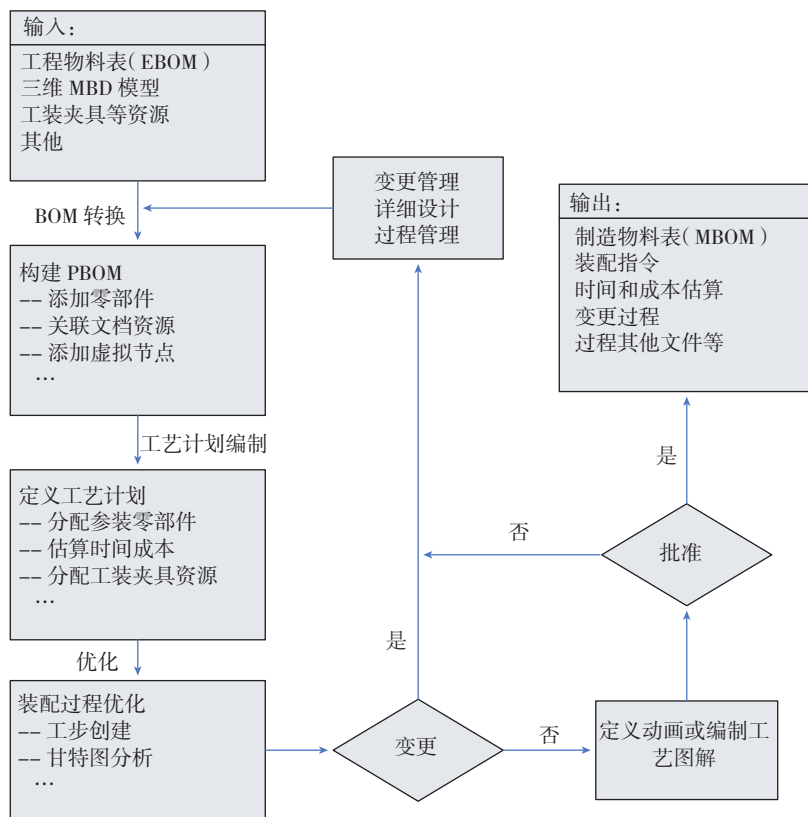 输入：
工程物料表( EBOM )
三维 MBD 模型
工装夹具等资源
其他
BOM 转换
变更管理
详细设计
过程管理
输出：
制造物料表( MBOM )
装配指令
时间和成本估算
变更过程
过程其他文件等
构建 PBOM
-- 添加零部件
-- 关联文档资源
-- 添加虚拟节点
…
工艺计划编制
定义工艺计划
-- 分配参装零部件
-- 估算时间成本
-- 分配工装夹具资源
…
是
否
批准
优化
是
装配过程优化
-- 工步创建
-- 甘特图分析
…
变更
否
定义动画或编制工
艺图解